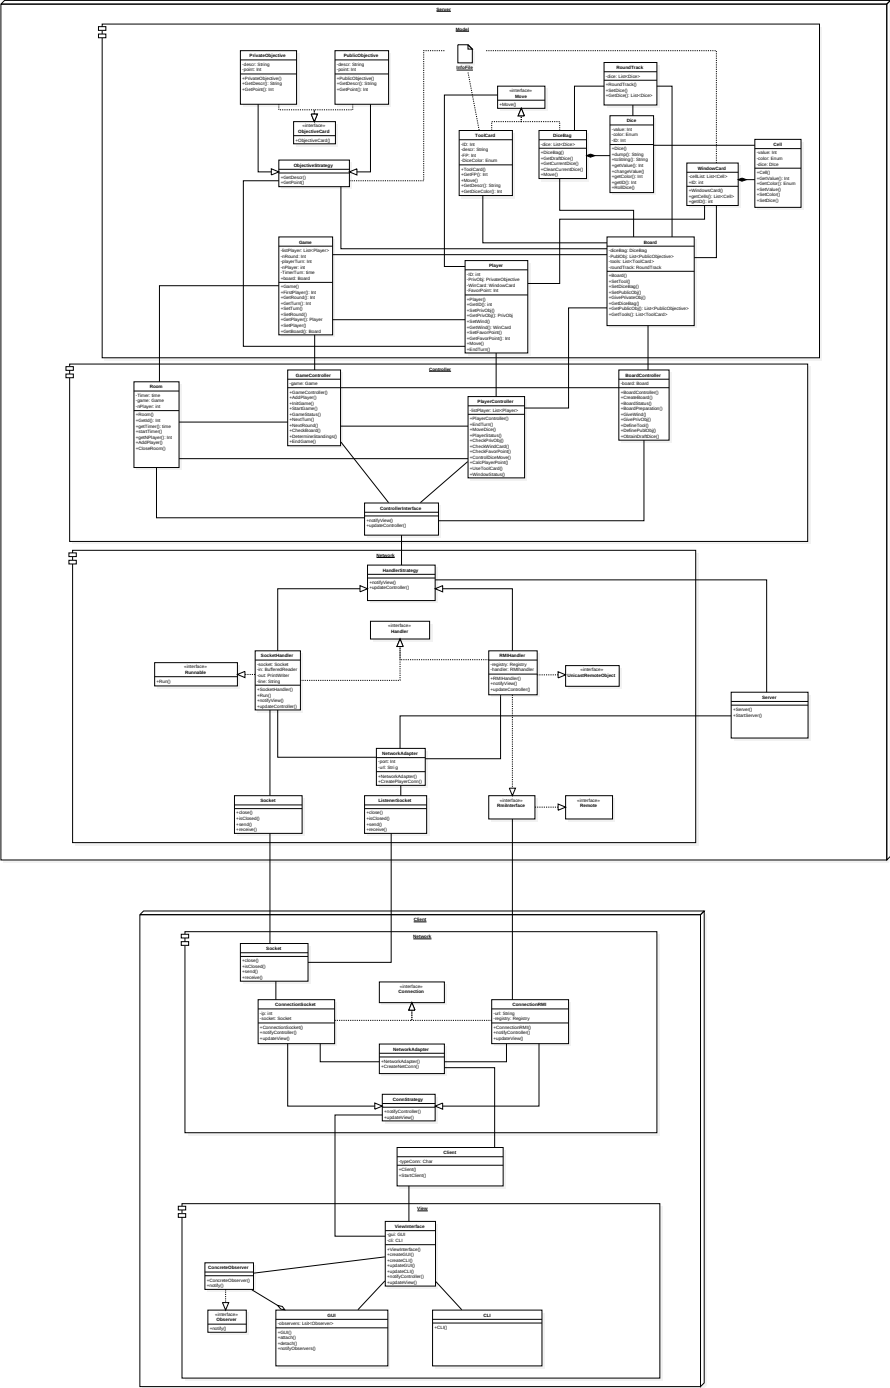 Server
Model
PrivateObjective
-descr: String
-point: Int
+PrivateObjective()
+GetDescr(): String
+GetPoint(): Int
PublicObjective
-descr: String
-point: Int
+PublicObjective()
+GetDescr(): String
+GetPoint(): Int
InfoFile
«interface»
Move
+Move()
RoundTrack
-dice: List<Dice>
+RoundTrack()
+SetDice()
+GetDice(): List<Dice>
«interface»
ObjectiveCard
+ObjectiveCard()
ToolCard
-ID: Int
-descr: String
-FP: Int
-DiceColor: Enum
+ToolCard()
+GetFP(): Int
+Move()
+GetDescr(): String
+GetDiceColor(): Int
DiceBag
-dice: List<Dice>
+DiceBag()
+GetDraftDice()
+GetCurrentDice()
+CleanCurrentDice()
+Move()
Dice
-value: Int
-color: Enum
-ID: Int
+Dice()
+dump(): String
+toString(): String
+getValue(): Int
+changeValue()
+getColor(): Int
+getID(): Int
+RollDice()
Cell
-value: Int
-color: Enum
-dice: Dice
+Cell()
+GetValue(): Int
+GetColor(): Enum
+SetValue()
+SetColor()
+SetDice()
WindowCard
-cellList: List<Cell>
+ID: Int
+WindowsCard()
+getCells(): List<Cell>
+getID(): Int
ObjectiveStrategy
+GetDescr()
+GetPoint()
Game
-listPlayer: List<Player>
-nRound: Int
-playerTurn: Int
-nPlayer: Int
-TimerTurn: time
-board: Board
+Game()
+FirstPlayer(): Int
+GetRound(): Int
+GetTurn(): Int
+SetTurn()
+SetRound()
+GetPlayer(): Player
+SetPlayer()
+GetBoard(): Board
Player
-ID: Int
-PrivObj: PrivateObjective
-WinCard: WindowCard
-FavorPoint: Int
+Player()
+GetID(): Int
+SetPrivObj()
+GetPrivObj(): PrivObj
+SetWind()
+GetWind(): WinCard
+SetFavorPoint()
+GetFavorPoint(): Int
+Move()
+EndTurn()
Board
-diceBag: DiceBag
-PubObj: List<PublicObjective>
-tools: List<ToolCard>
-roundTrack: RoundTrack
+Board()
+SetTool()
+SetDiceBag()
+SetPublicObj()
+GivePrivateObj()
+GetDiceBag()
+GetPublicObj(): List<PublicObjective>
+GetTools(): List<ToolCard>
Controller
Room
-Timer: time
-game: Game
-nPlayer: Int
+Room()
+GetId(): int
+getTimer(): time
+startTimer()
+getNPlayer(): Int
+AddPlayer()
+CloseRoom()
GameController
-game: Game
+GameController()
+AddPlayer()
+InitGame()
+StartGame()
+GameStatus()
+NextTurn()
+NextRound()
+CheckBoard()
+DetermineStandings()
+EndGame()
PlayerController
-listPlayer: List<Player>
+PlayerController()
+EndTurn()
+MoveDice()
+PlayerStatus()
+CheckPrivObj()
+CheckWindCard()
+CheckFavorPoint()
+ControlDiceMove()
+CalcPlayerPoint()
+UseToolCard()
+WindowStatus()
BoardController
-board: Board
+BoardController()
+CreateBoard()
+BoardStatus()
+BoardPreparation()
+GiveWind()
+GivePrivObj()
+DefineTool()
+DefinePubObj()
+ObtainDraftDice()
ControllerInterface
+notifyView()
+updateController()
Network
HandlerStrategy
+notifyView()
+updateController()
«interface»
Handler
SocketHandler
-socket: Socket
-in: BufferedReader
-out: PrintWriter
-line: String
+SocketHandler()
+Run()
+notifyView()
+updateController()
«interface»
Runnable
+Run()
RMIHandler
-registry: Registry
-handler: RMIhandler
+RMIHandler()
+notifyView()
+updateController()
«interface»
UnicastRemoteObject
Server
+Server()
+StartServer()
NetworkAdapter
-port: Int
-url: String
+NetworkAdapter()
+CreatePlayerConn()
Socket
+close()
+isClosed()
+send()
+receive()
ListenerSocket
+close()
+isClosed()
+send()
+receive()
«interface»
RmiInterface
«interface»
Remote
Client
Network
Socket
+close()
+isClosed()
+send()
+receive()
«interface»
Connection
ConnectionSocket
-ip: int
-socket: Socket
+ConnectionSocket()
+notifyController()
+updateView()
ConnectionRMI
-url: String
-registry: Registry
+ConnectionRMI()
+notifyController()
+updateView()
NetworkAdapter
+NetworkAdapter()
+CreateNetConn()
ConnStrategy
+notifyController()
+updateView()
Client
-typeConn: Char
+Client()
+StartClient()
View
ViewInterface
-gui: GUI
-cli: CLI
+ViewInterface()
+createGUI()
+createCLI()
+updateGUI()
+updateCLI()
+notifyController()
+updateView()
ConcreteObserver
+ConcreteObserver()
+notify()
«interface»
Observer
+notify()
GUI
-observers: List<Observer>
+GUI()
+attach()
+detach()
+notifyObservers()
CLI
+CLI()